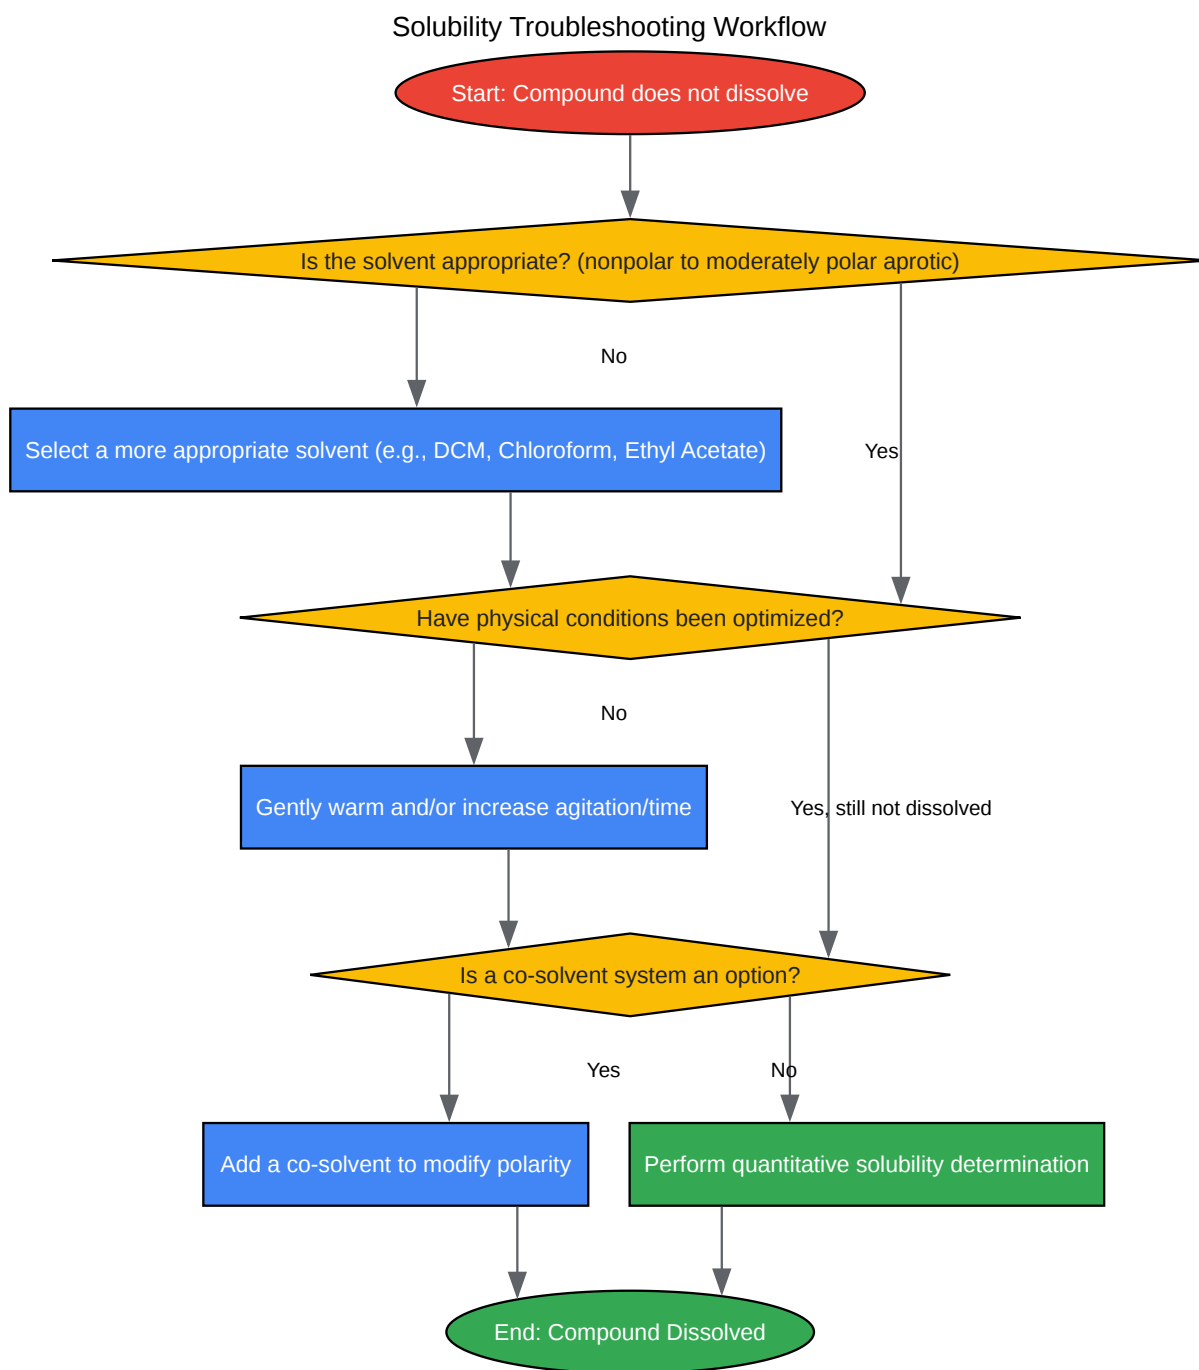 Solubility Troubleshooting Workflow
Start: Compound does not dissolve
Is the solvent appropriate? (nonpolar to moderately polar aprotic)
No
Select a more appropriate solvent (e.g., DCM, Chloroform, Ethyl Acetate)
Yes
Have physical conditions been optimized?
No
Gently warm and/or increase agitation/time
Yes, still not dissolved
Is a co-solvent system an option?
Yes
No
Add a co-solvent to modify polarity
Perform quantitative solubility determination
End: Compound Dissolved